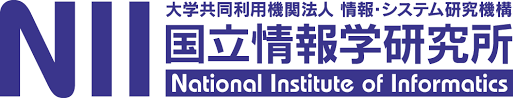 NII
大学共同利用機関法人 情報・システム研究機構
国立情報学研究所
National Institute of Informatics